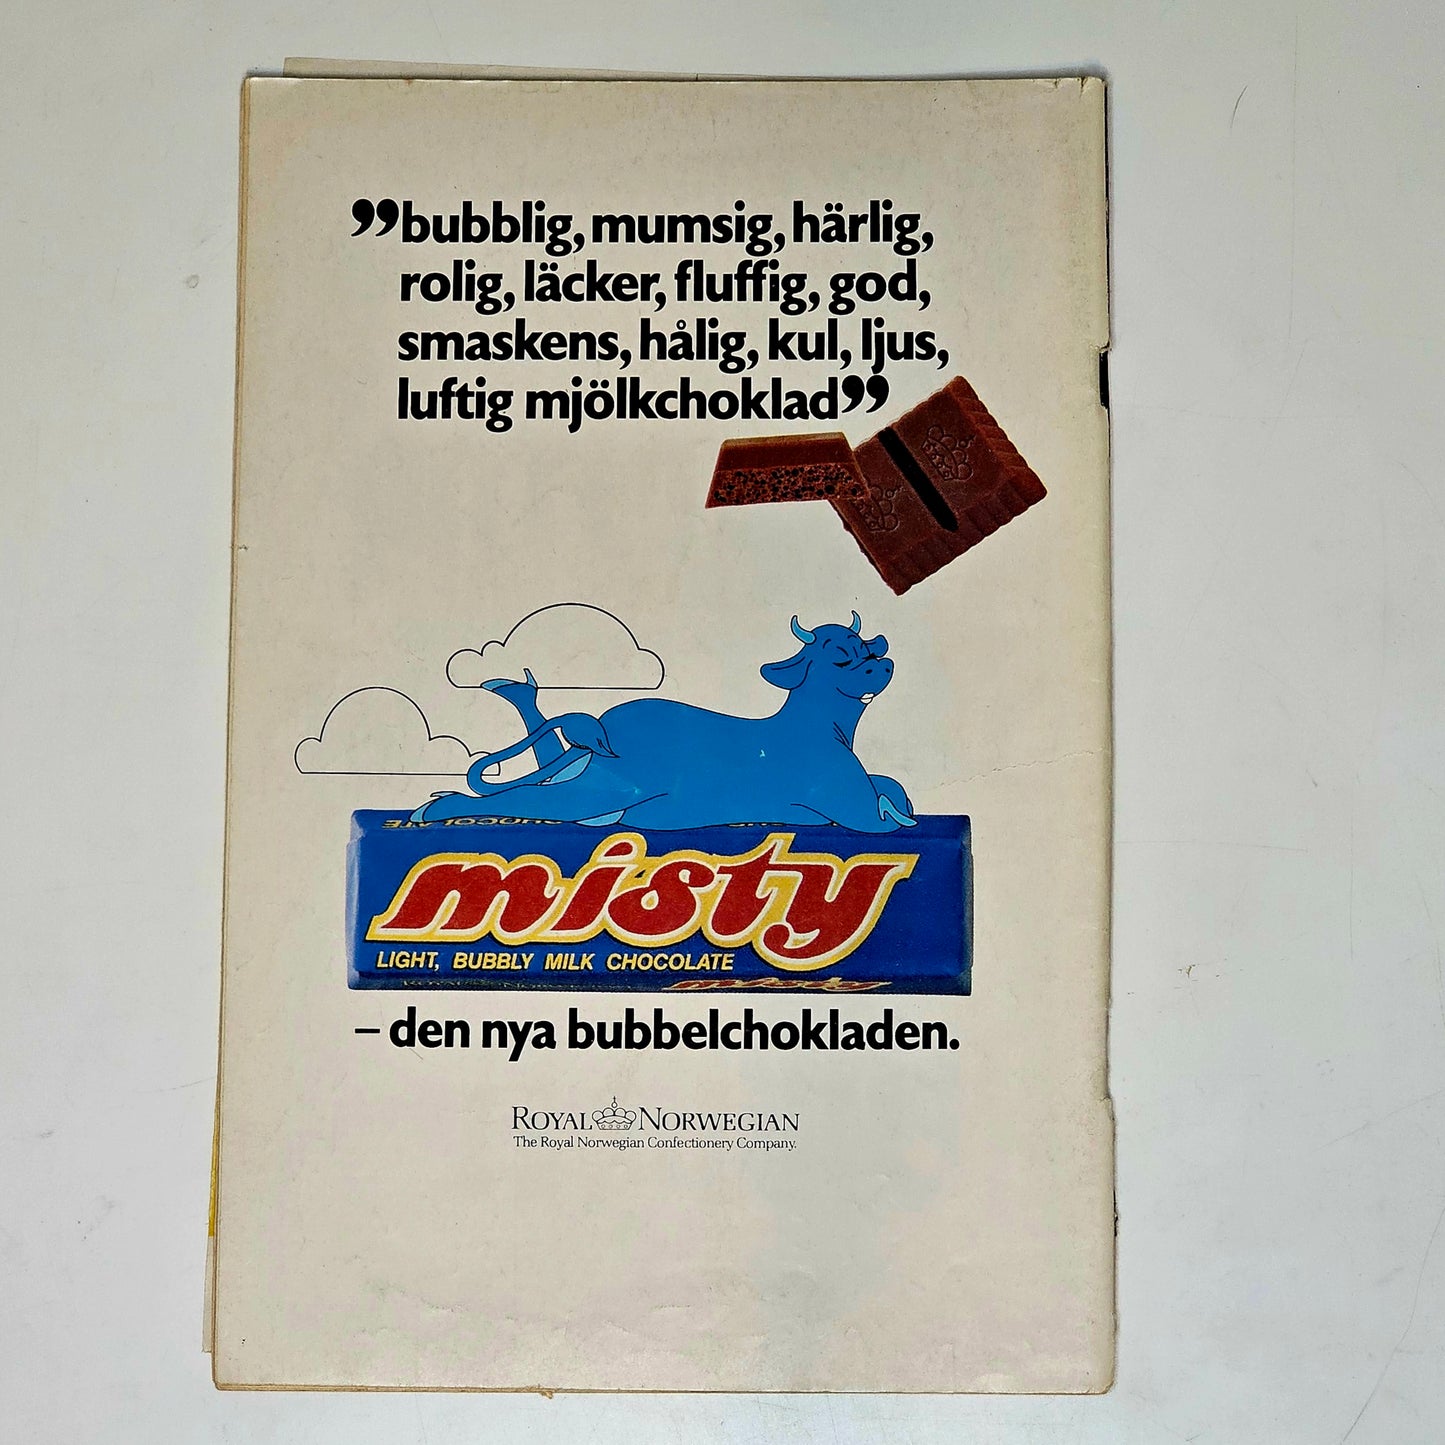 ”bubblig, mumsig, härlig,
rolig, läcker, fluffig, god,
smaskens, hålig, kul, ljus,
luftig mjölkchoklad”
misty
LIGHT, BUBBLY MILK CHOCOLATE
misty
– den nya bubbelchokladen.
ROYAL NORWEGIAN
The Royal Norwegian Confectionery Company.